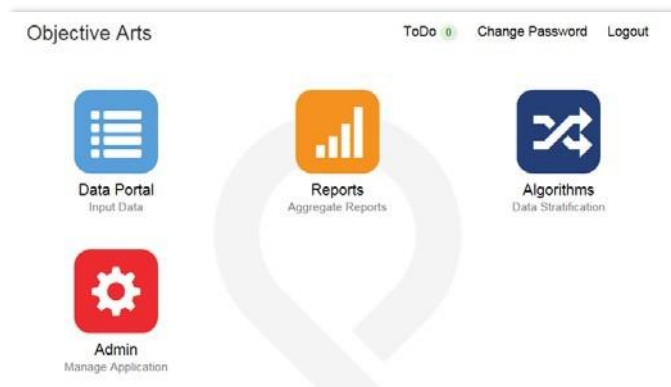 Objective Arts
ToDo 0 Change Password Logout
Data Portal
Input Data
Reports
Aggregate Reports
Algorithms
Data Stratification
Admin
Manage Application